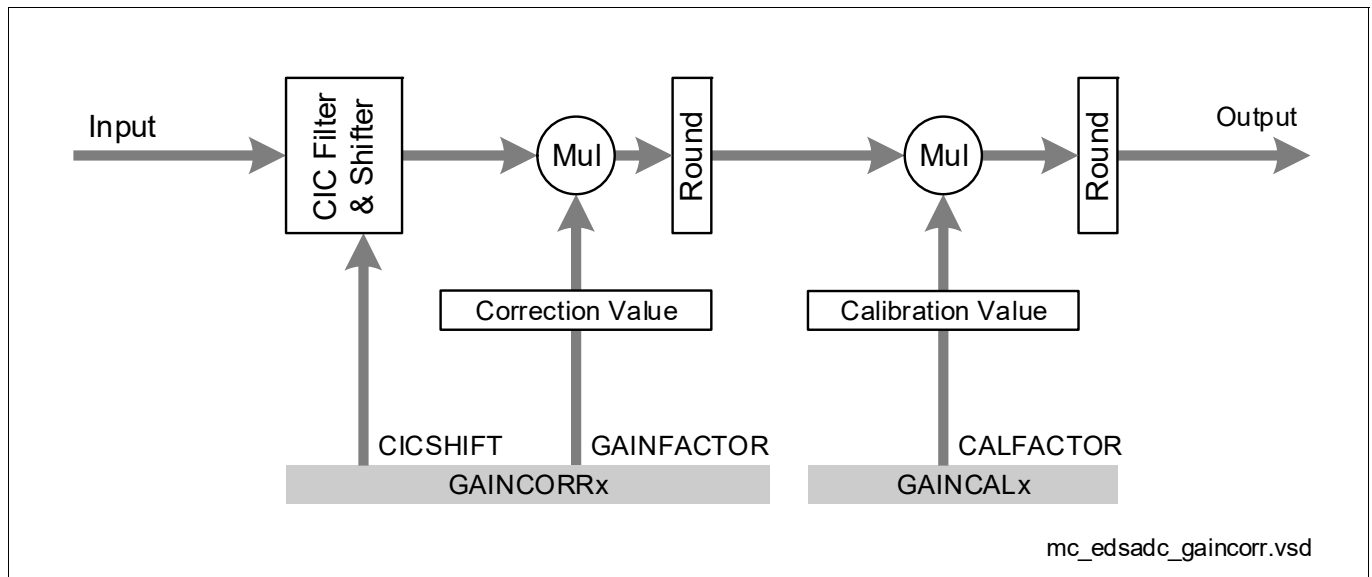 Input
CIC Filter
& Shifter
Mul
Round
Mul
Round
Output
Correction Value
Calibration Value
CICSHIFT
GAINFACTOR
CALFACTOR
GAINCORRx
GAINCALx
mc_edsadc_gaincorr.vsd